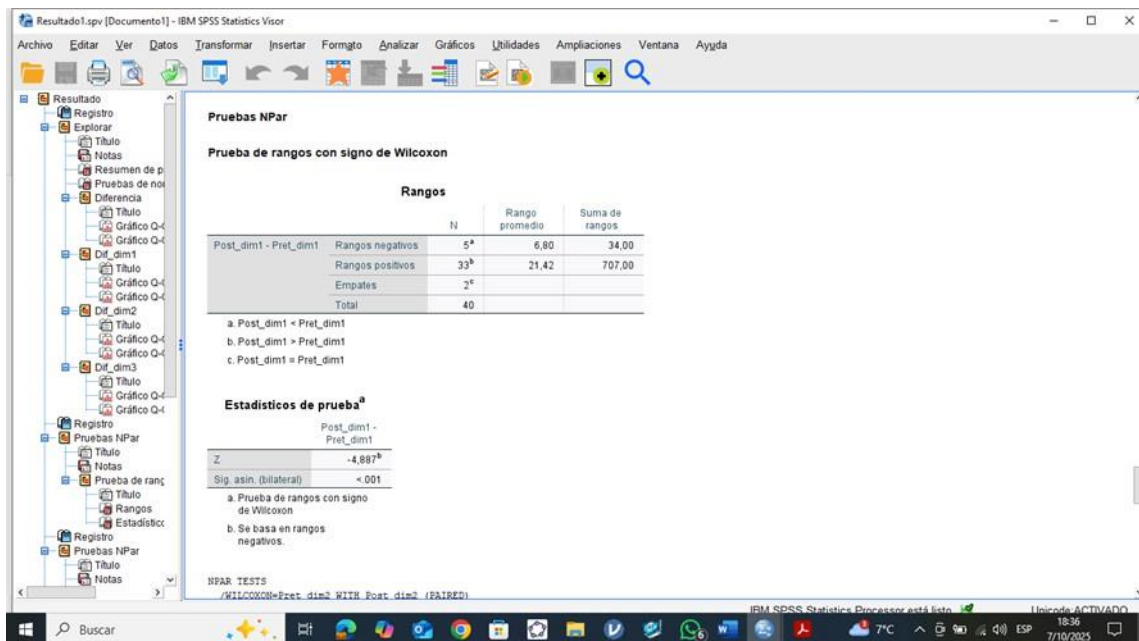 Resultado1.spv [Documento1] - IBM SPSS Statistics Visor
Archivo Editar Ver Datos Transformar Insertar Formato Analizar Gráficos Utilidades Ampliaciones Ventana Ayuda
Resultado
Registro
Explorar
Título
Notas
Resumen de p
Pruebas de nor
Diferencia
Título
Gráfico Q-(
Gráfico Q-(
Dif_dim1
Título
Gráfico Q-(
Gráfico Q-(
Dif_dim2
Título
Gráfico Q-(
Gráfico Q-(
Dif_dim3
Título
Gráfico Q-(
Gráfico Q-(
Registro
Pruebas NPar
Título
Notas
Prueba de rang
Título
Rangos
Estadístico
Registro
Pruebas NPar
Título
Notas
Pruebas NPar
Prueba de rangos con signo de Wilcoxon
Rangos
N Rango promedio Suma de rangos
Post_dim1 - Pret_dim1 Rangos negativos 5a 6,80 34,00
Rangos positivos 33b 21,42 707,00
Empates 2c
Total 40
a. Post_dim1 < Pret_dim1
b. Post_dim1 > Pret_dim1
c. Post_dim1 = Pret_dim1
Estadísticos de pruebaa
Post_dim1 -
Pret_dim1
Z -4,887b
Sig. asin. (bilateral) <.001
a. Prueba de rangos con signo
de Wilcoxon
b. Se basa en rangos
negativos.
NPAR TESTS
/WILCOXON=Pret_dim2 WITH Post_dim2 (PAIRED)
IBM SPSS Statistics Processor está listo Unicode:ACTIVADO
Buscar 7°C ESP 18:36
7/10/2025